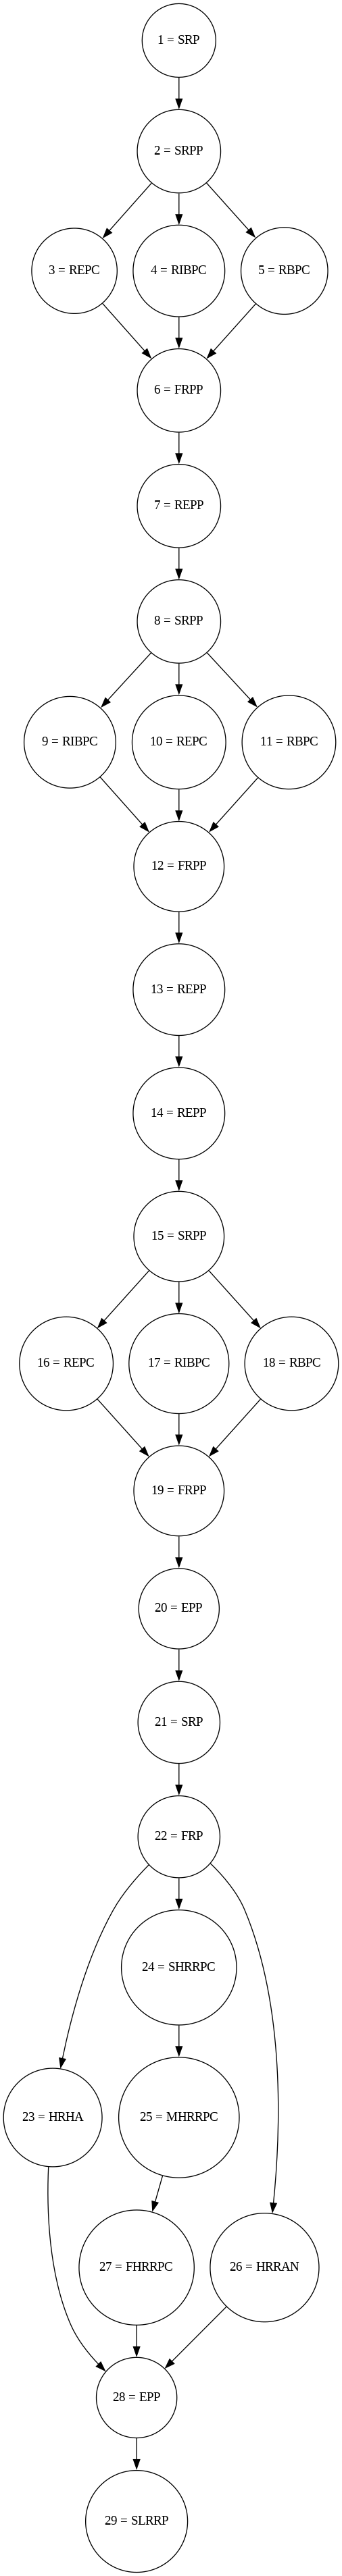 1 = SRP
2 = SRPP
3 = REPC
4 = RIBPC
5 = RBPC
6 = FRPP
7 = REPP
8 = SRPP
9 = RIBPC
10 = REPC
11 = RBPC
12 = FRPP
13 = REPP
14 = REPP
15 = SRPP
16 = REPC
17 = RIBPC
18 = RBPC
19 = FRPP
20 = EPP
21 = SRP
22 = FRP
24 = SHRRPC
23 = HRHA
25 = MHRRPC
27 = FHRRPC
26 = HRRAN
28 = EPP
29 = SLRRP